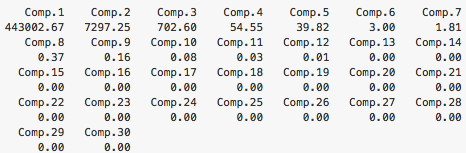 Comp.1 Comp.2 Comp.3 Comp.4 Comp.5 Comp.6 Comp.7
443002.67 7297.25 702.60 54.55 39.82 3.00 1.81
Comp.8 Comp.9 Comp.10 Comp.11 Comp.12 Comp.13 Comp.14
0.37 0.16 0.08 0.03 0.01 0.00 0.00
Comp.15 Comp.16 Comp.17 Comp.18 Comp.19 Comp.20 Comp.21
0.00 0.00 0.00 0.00 0.00 0.00 0.00
Comp.22 Comp.23 Comp.24 Comp.25 Comp.26 Comp.27 Comp.28
0.00 0.00 0.00 0.00 0.00 0.00 0.00
Comp.29 Comp.30
0.00 0.00